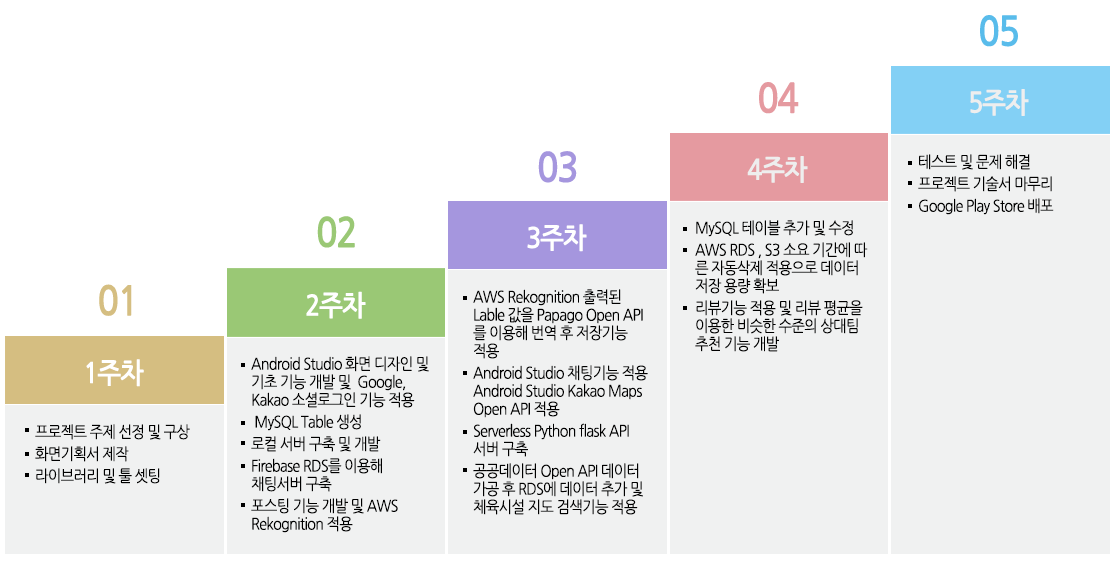 01
1주차
▪ 프로젝트 주제 선정 및 구상
▪ 화면기획서 제작
▪ 라이브러리 및 툴 셋팅
02
2주차
▪ Android Studio 화면 디자인 및
기초 기능 개발 및 Google,
Kakao 소셜로그인 기능 적용
▪ MySQL Table 생성
▪ 로컬 서버 구축 및 개발
▪ Firebase RDS를 이용해
채팅서버 구축
▪ 포스팅 기능 개발 및 AWS
Rekognition 적용
03
3주차
▪ AWS Rekognition 출력된
Lable 값을 Papago Open API
를 이용해 번역 후 저장기능
적용
▪ Android Studio 채팅기능 적용
Android Studio Kakao Maps
Open API 적용
▪ Serverless Python flask API
서버 구축
▪ 공공데이터 Open API 데이터
가공 후 RDS에 데이터 추가 및
체육시설 지도 검색기능 적용
04
4주차
▪ MySQL 테이블 추가 및 수정
▪ AWS RDS , S3 소요 기간에 따
른 자동삭제 적용으로 데이터
저장 용량 확보
▪ 리뷰기능 적용 및 리뷰 평균을
이용한 비슷한 수준의 상대팀
추천 기능 개발
05
5주차
▪ 테스트 및 문제 해결
▪ 프로젝트 기술서 마무리
▪ Google Play Store 배포